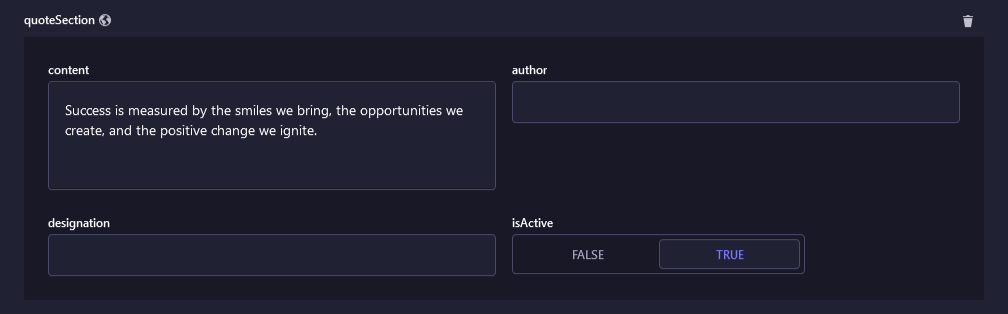 quoteSection
content
author
Success is measured by the smiles we bring, the opportunities we
create, and the positive change we ignite.
designation
isActive
FALSE
TRUE